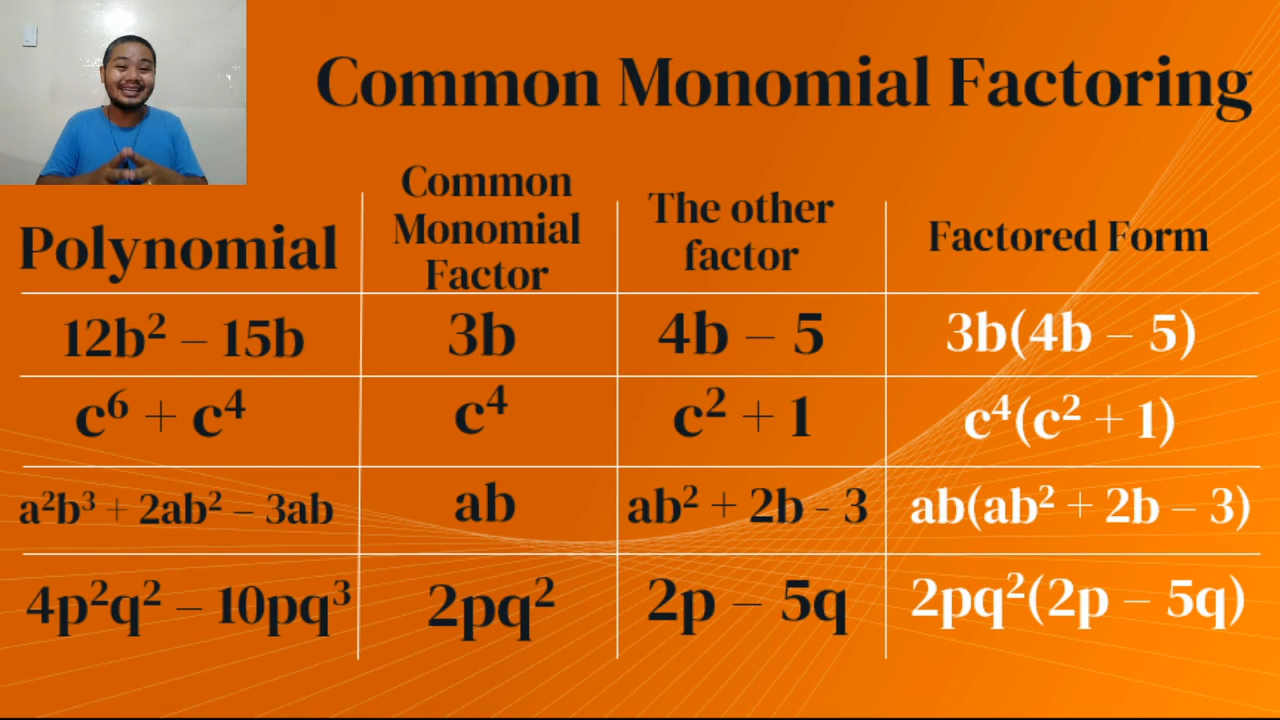 Common Monomial Factoring
Polynomial
Common
Monomial
Factor
The other
factor
Factored Form
12b² – 15b
3b
4b – 5
3b(4b – 5)
c⁶ + c⁴
c⁴
c² + 1
c⁴(c² + 1)
a²b³ + 2ab² – 3ab
ab
ab² + 2b - 3
ab(ab² + 2b – 3)
4p²q² – 10pq³
2pq²
2p – 5q
2pq²(2p – 5q)